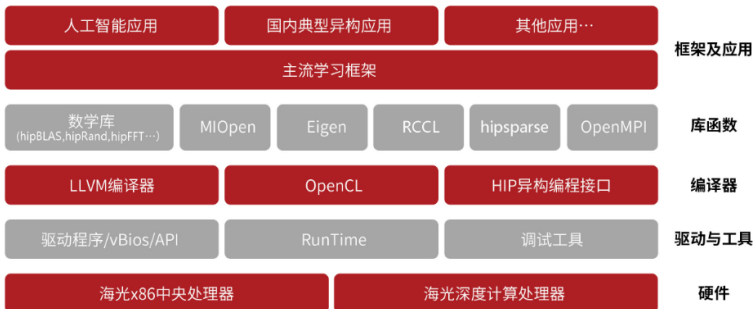 人工智能应用
国内典型异构应用
其他应用…
框架及应用
主流学习框架
数学库
(hipBLAS,hipRand,hipFFT…)
MIOpen
Eigen
RCCL
hipsparse
OpenMPI
库函数
LLVM编译器
OpenCL
HIP异构编程接口
编译器
驱动程序/vBios/API
RunTime
调试工具
驱动与工具
海光x86中央处理器
海光深度计算处理器
硬件